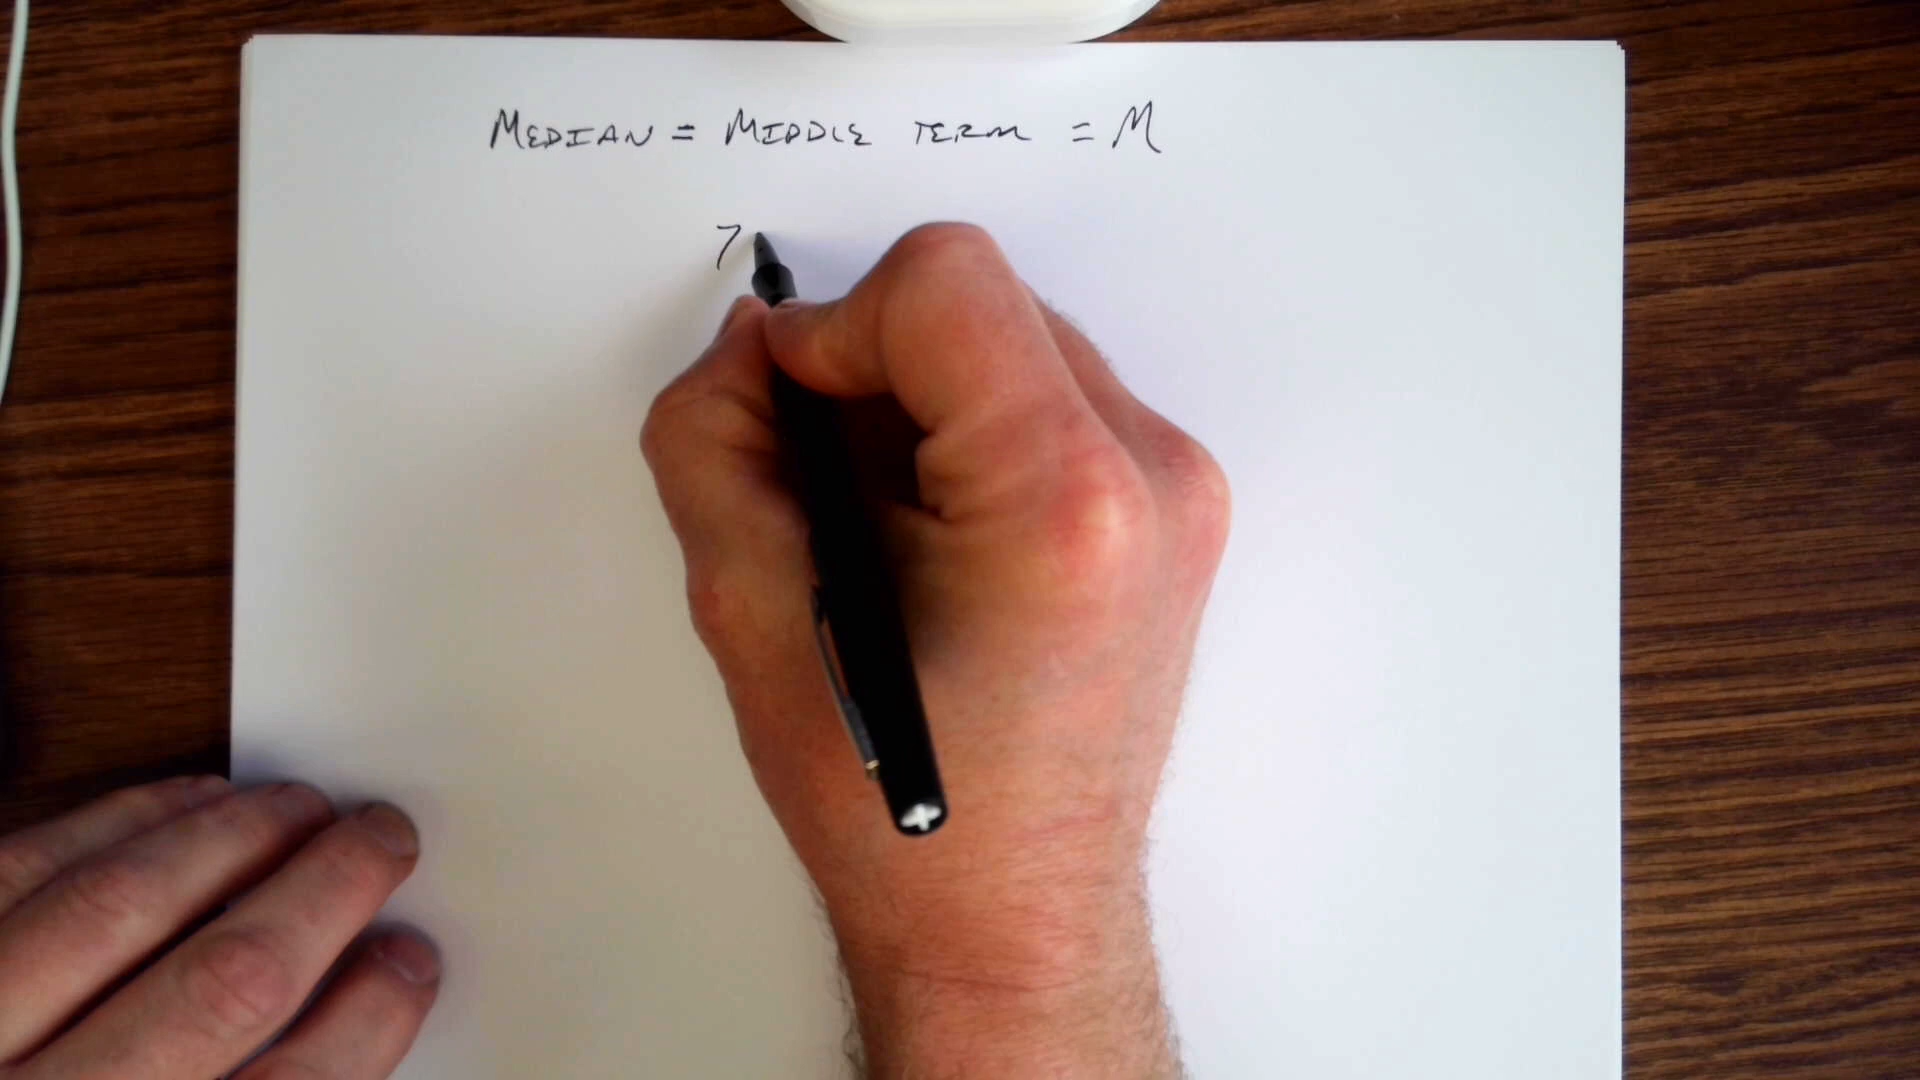 MEDIAN = MIDDLE TERM = M
7